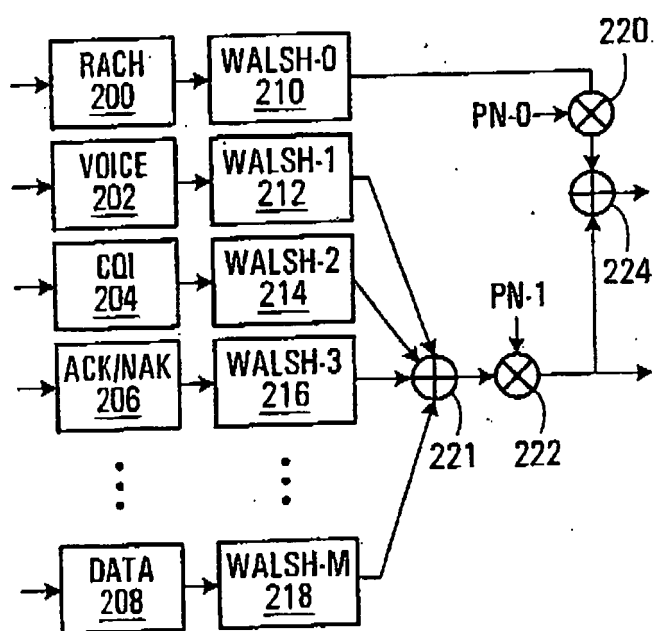 220
RACH
200
WALSH-0
210
PN-0
VOICE
202
WALSH-1
212
224
CQI
204
WALSH-2
214
PN-1
ACK/NAK
206
WALSH-3
216
221
222
DATA
208
WALSH-M
218